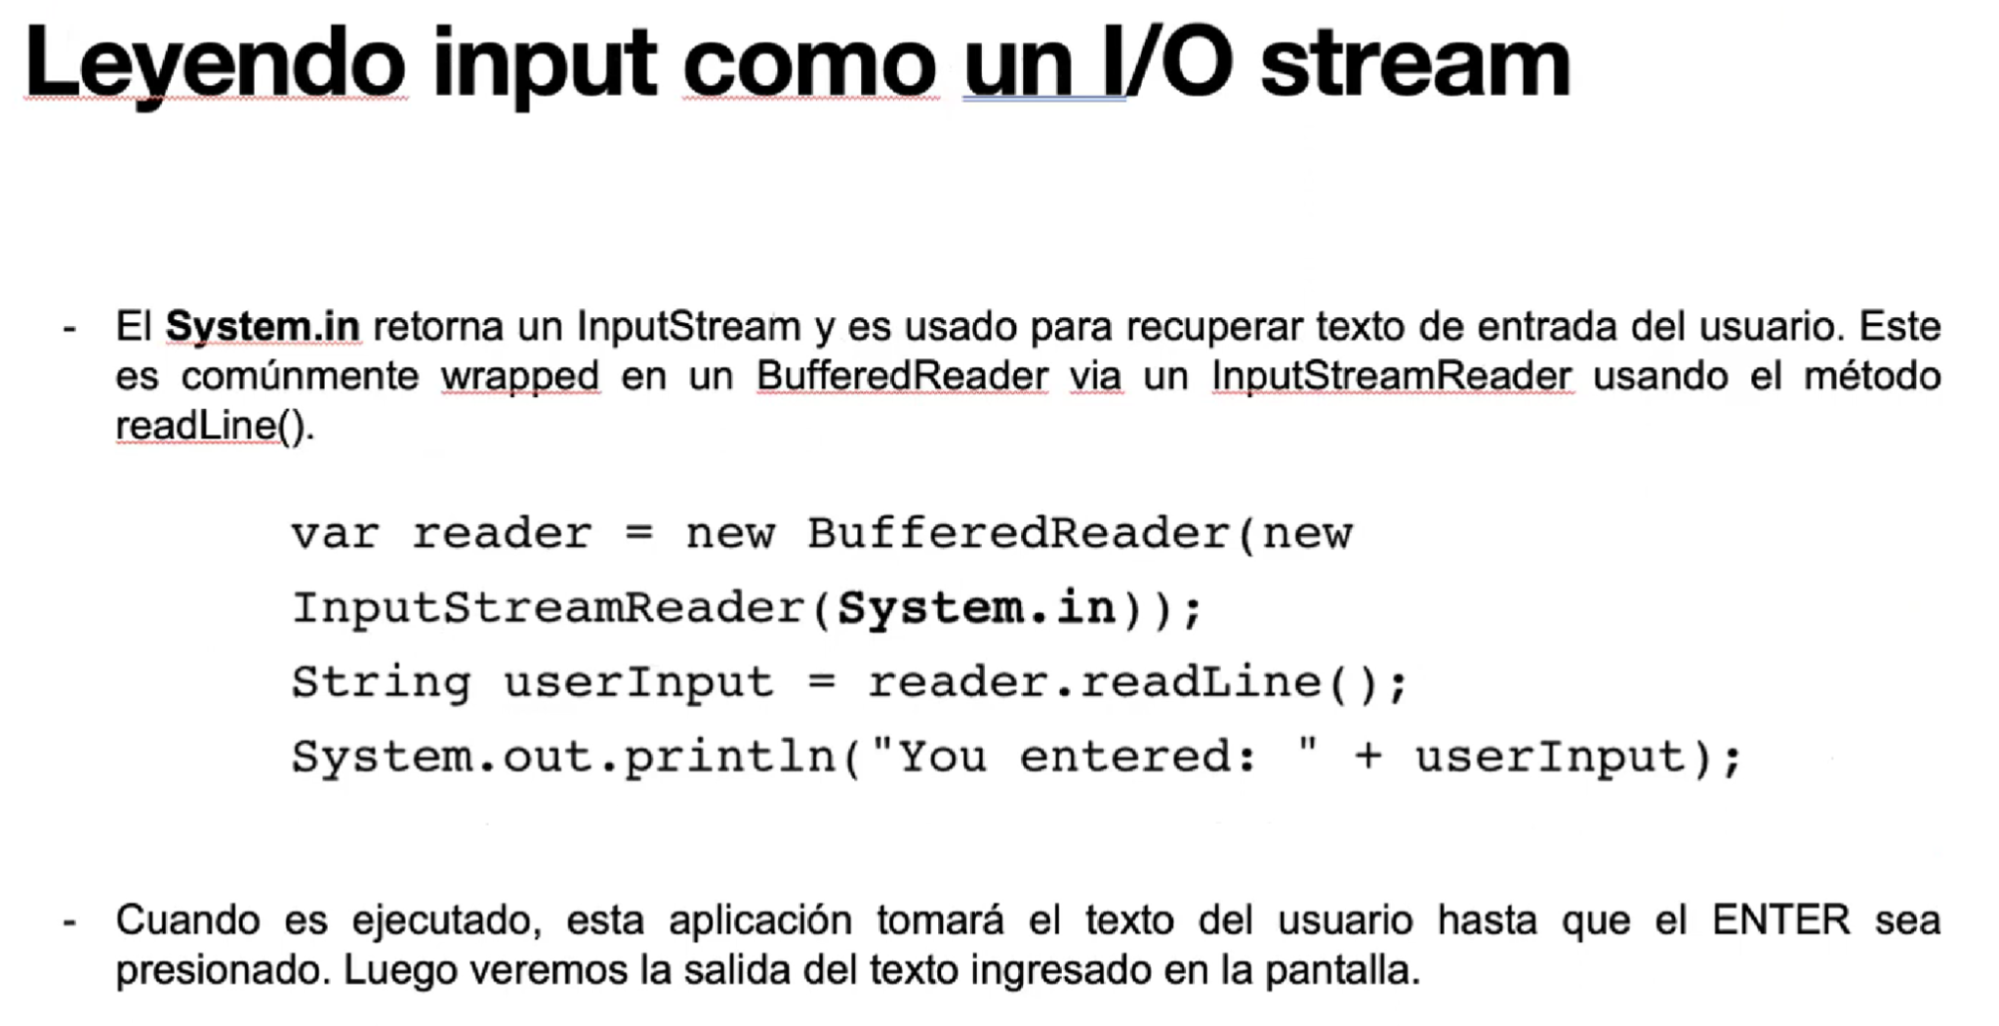 Leyendo input como un I/O stream
- El System.in retorna un InputStream y es usado para recuperar texto de entrada del usuario. Este
es comúnmente wrapped en un BufferedReader via un InputStreamReader usando el método
readLine().
var reader = new BufferedReader(new
InputStreamReader(System.in));
String userInput = reader.readLine();
System.out.println("You entered: " + userInput);
- Cuando es ejecutado, esta aplicación tomará el texto del usuario hasta que el ENTER sea
presionado. Luego veremos la salida del texto ingresado en la pantalla.